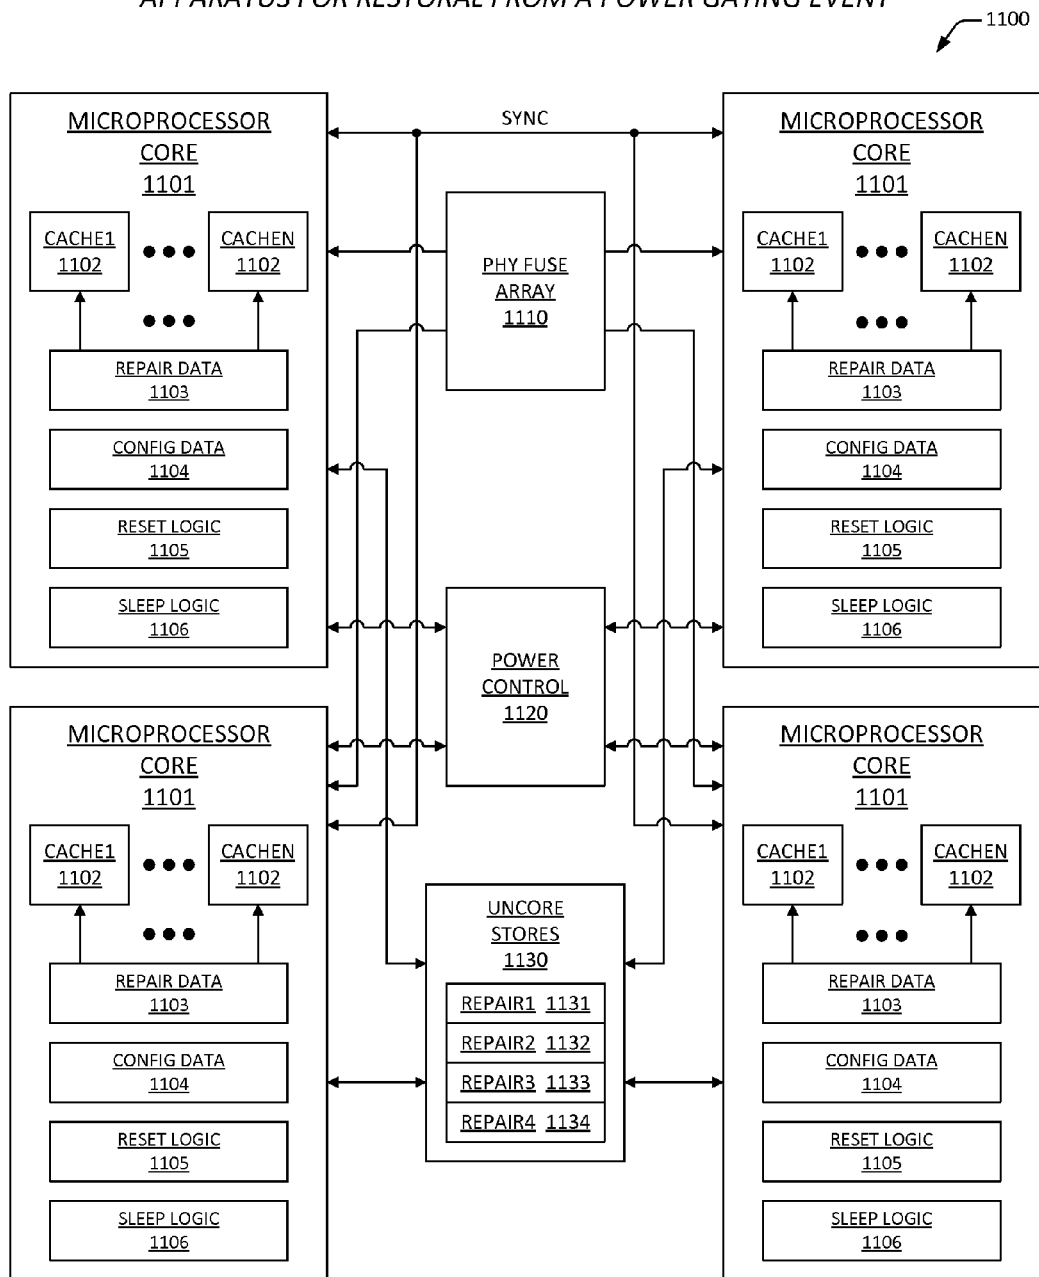 APPARATUS FOR RESTORAL FROM A POWER GATING EVENT
1100
MICROPROCESSOR
CORE
1101
CACHE1
1102
CACHEN
1102
REPAIR DATA
1103
CONFIG DATA
1104
RESET LOGIC
1105
SLEEP LOGIC
1106
SYNC
PHY FUSE
ARRAY
1110
MICROPROCESSOR
CORE
1101
CACHE1
1102
CACHEN
1102
REPAIR DATA
1103
CONFIG DATA
1104
RESET LOGIC
1105
SLEEP LOGIC
1106
POWER
CONTROL
1120
MICROPROCESSOR
CORE
1101
CACHE1
1102
CACHEN
1102
REPAIR DATA
1103
CONFIG DATA
1104
RESET LOGIC
1105
SLEEP LOGIC
1106
UNCORE
STORES
1130
REPAIR1 1131
REPAIR2 1132
REPAIR3 1133
REPAIR4 1134
MICROPROCESSOR
CORE
1101
CACHE1
1102
CACHEN
1102
REPAIR DATA
1103
CONFIG DATA
1104
RESET LOGIC
1105
SLEEP LOGIC
1106